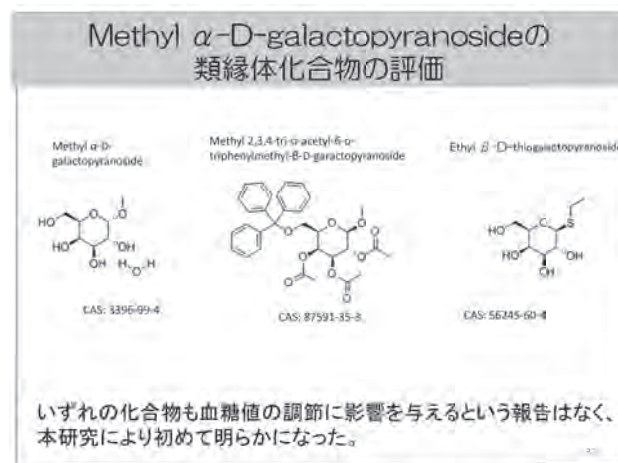 Methyl α-D-galactopyranosideの
類縁体化合物の評価
Methyl α-D-
galactopyranoside
Methyl 2,3,4-tri-o-acetyl-6-o-
triphenylmethyl-β-D-garactopyranoside
Ethyl β-D-thiogalactopyranoside
HO
O
O
HO
OH
OH
H
O
H
O
O
O
O
O
O
O
O
HO
S
HO
OH
OH
CAS: 3396-99-4
CAS: 87591-35-3
CAS: 56245-60-4
いずれの化合物も血糖値の調節に影響を与えるという報告はなく、
本研究により初めて明らかになった。